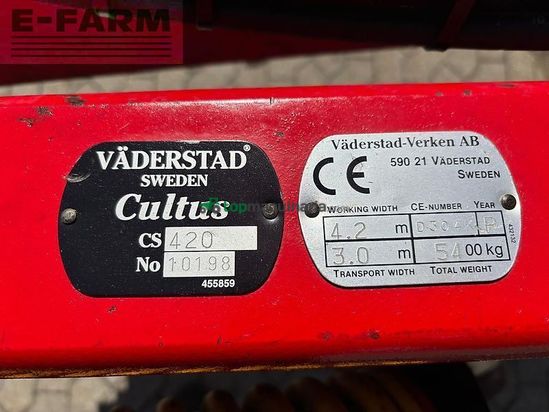 E-FARM
VÄDERSTAD®
SWEDEN
Cultus
CS 420
No 10198
455859
Väderstad-Verken AB
CE
590 21 VÄDERSTAD
SWEDEN
WORKING WIDTH CE-NUMBER YEAR
4.2 m
3.0 m 5400 kg
TRANSPORT WIDTH TOTAL WEIGHT